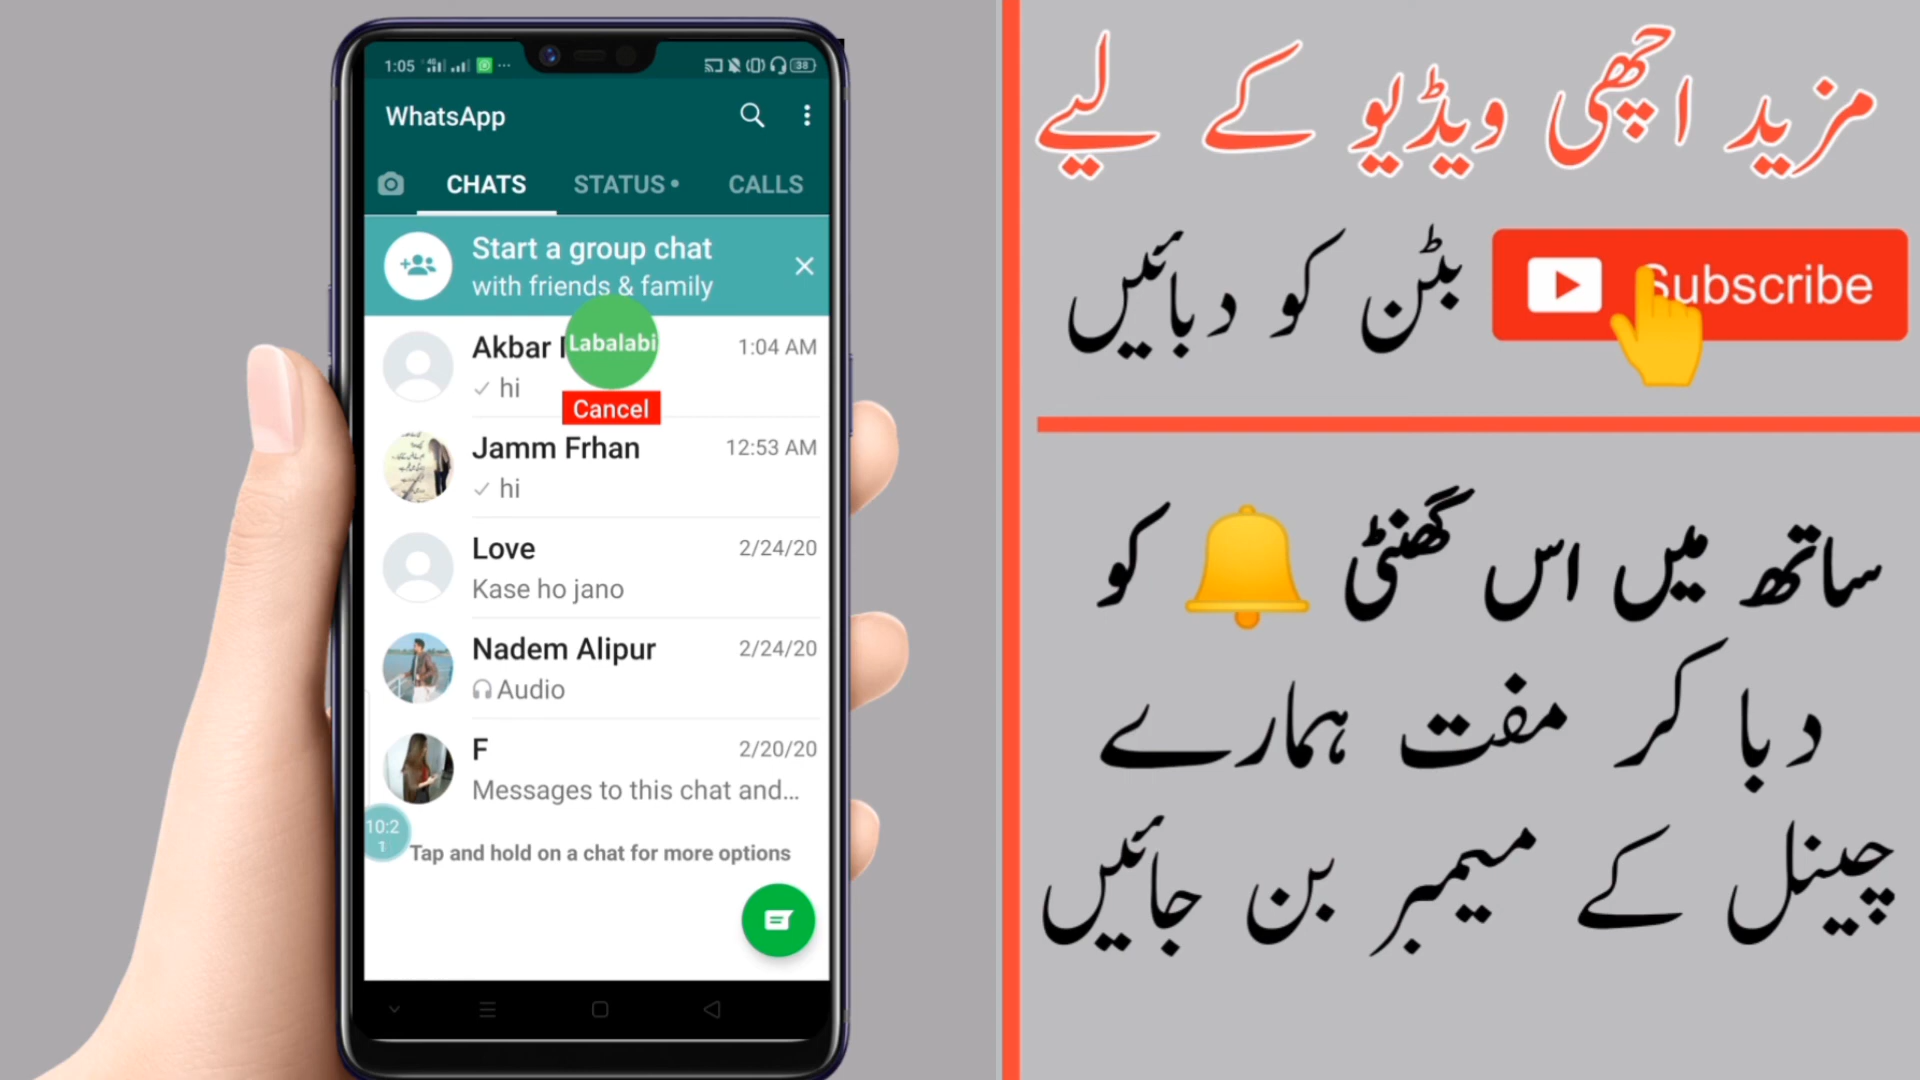 1:05
38
WhatsApp
CHATS STATUS CALLS
Start a group chat
with friends & family
Akbar 1:04 AM
Labalabi
hi
Cancel
Jamm Frhan 12:53 AM
hi
Love 2/24/20
Kase ho jano
Nadem Alipur 2/24/20
Audio
F 2/20/20
Messages to this chat and...
10:21
Tap and hold on a chat for more options
مزید اچھی ویڈیو کے لیے
Subscribe بٹن کو دبائیں
ساتھ میں اس گھنٹی کو
دبا کر مفت ہمارے
چینل کے میمبر بن جائیں